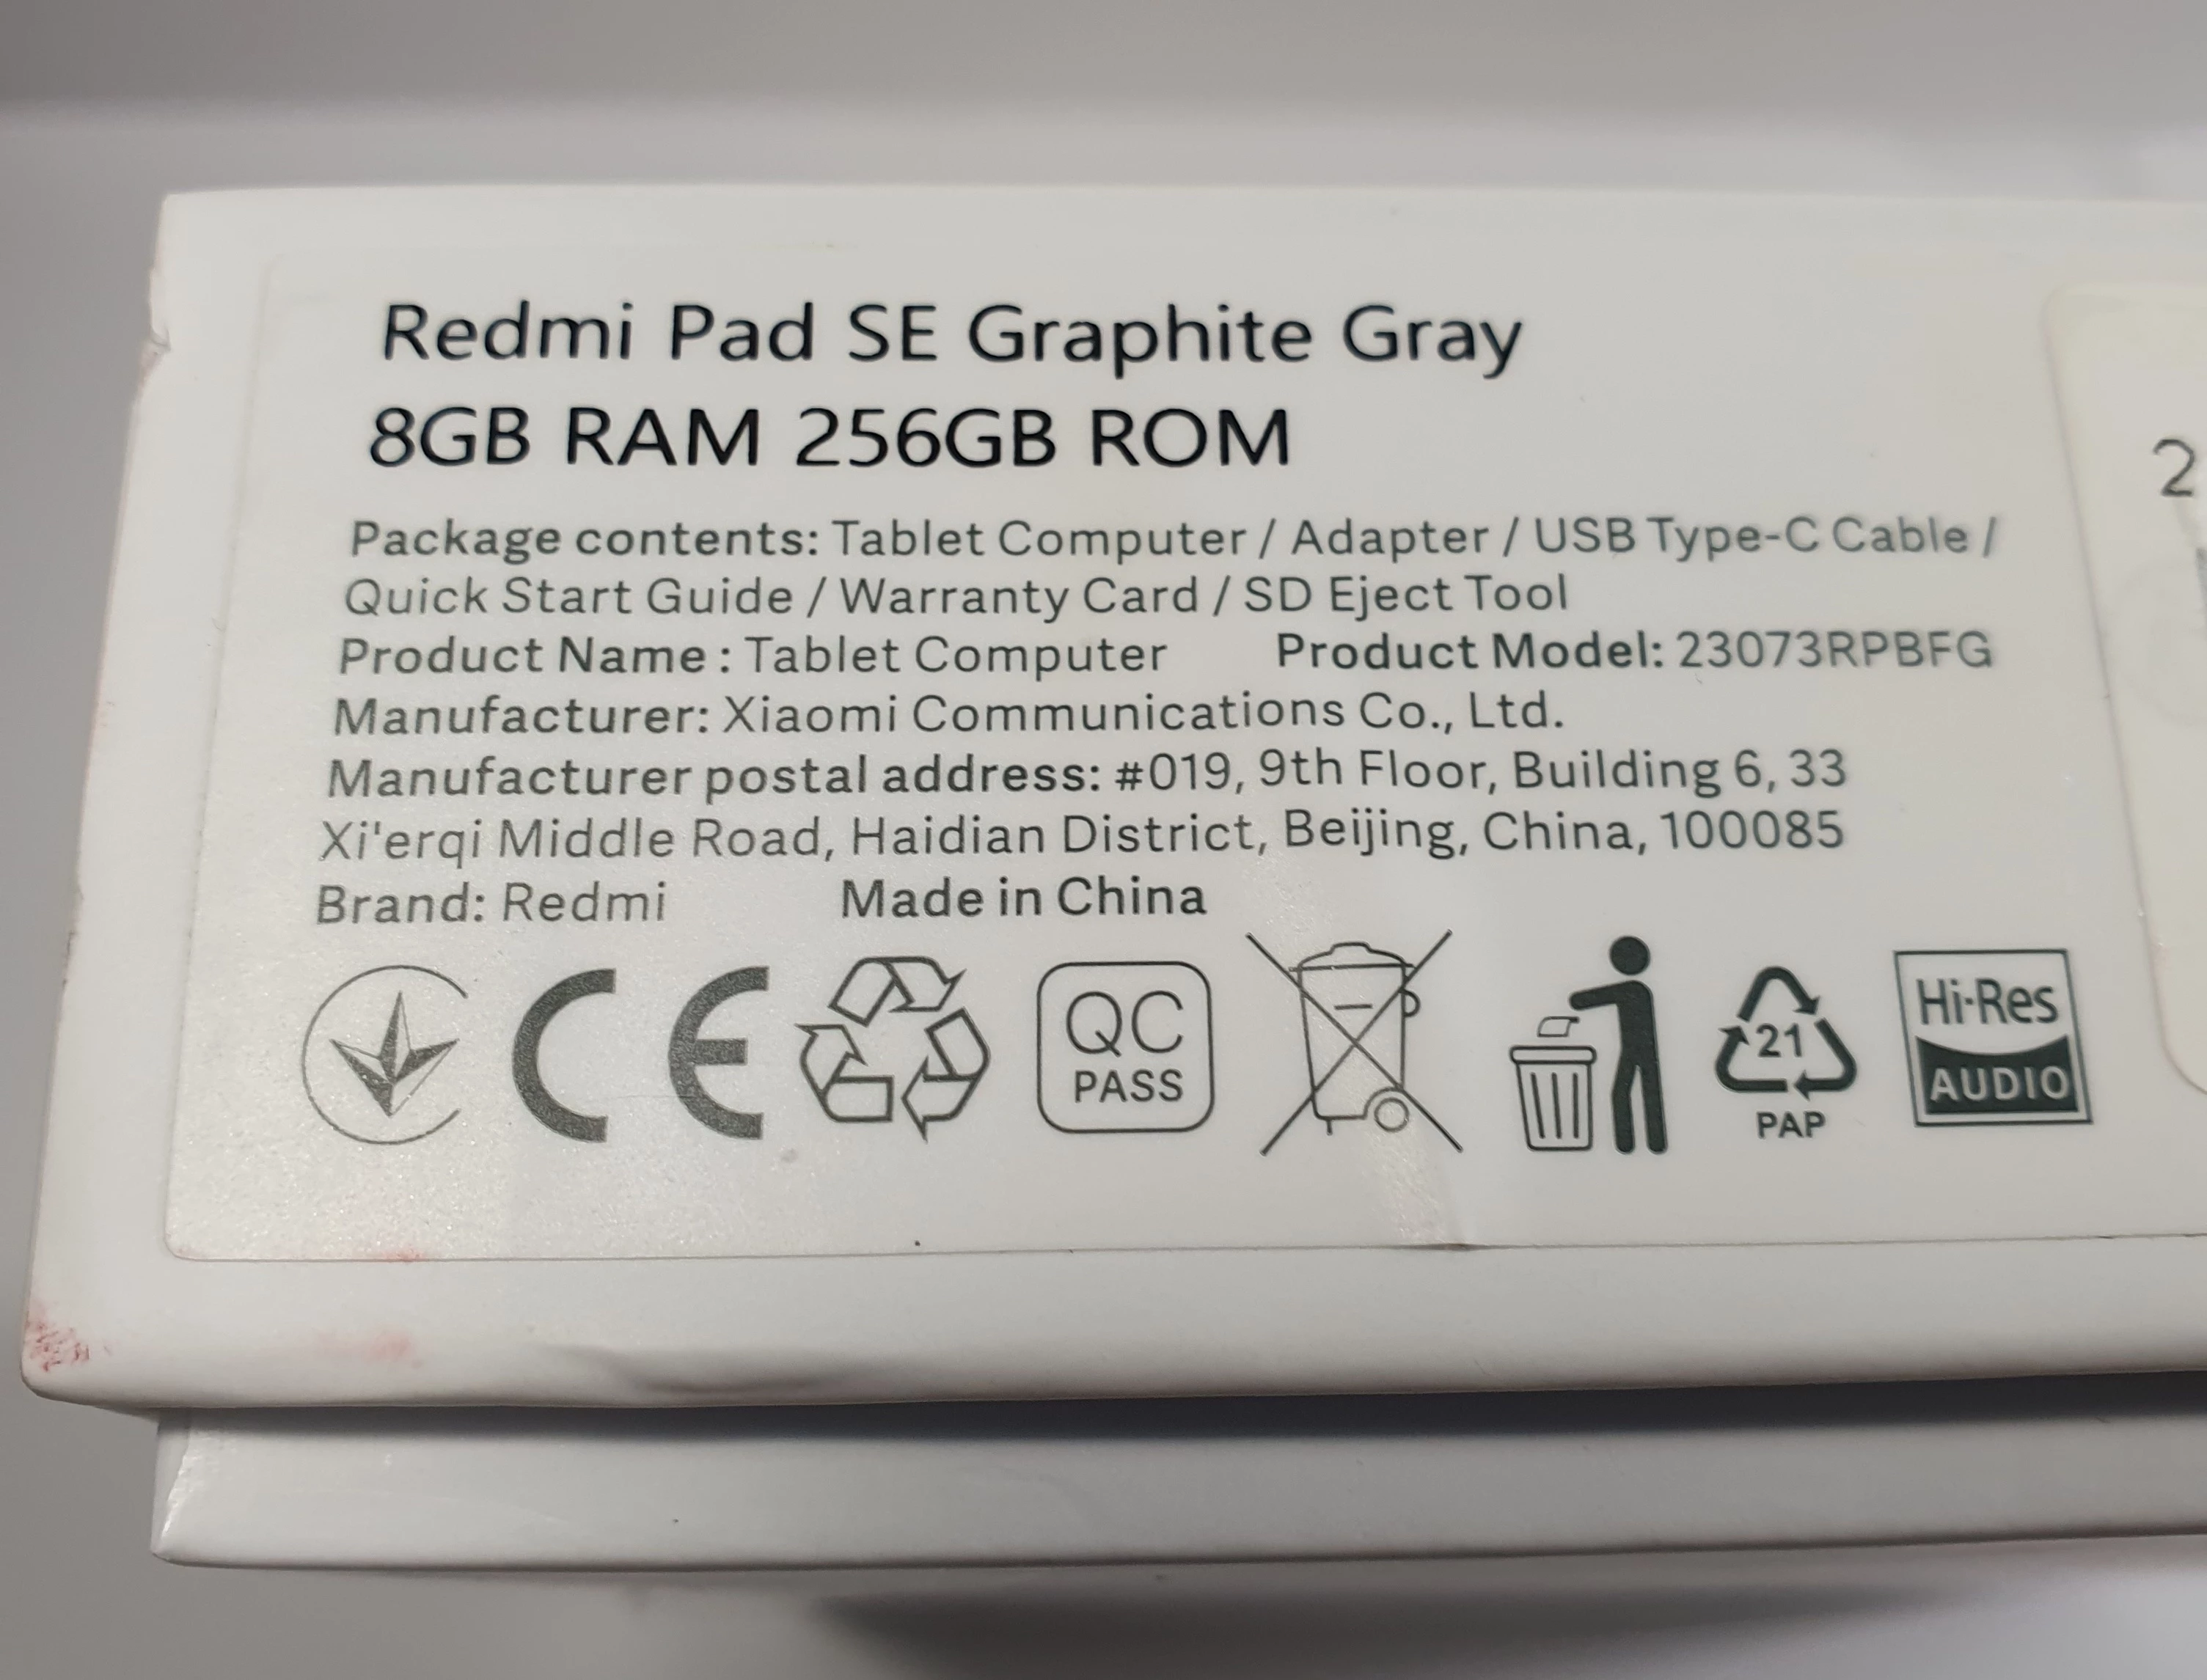 Redmi Pad SE Graphite Gray
8GB RAM 256GB ROM
Package contents: Tablet Computer / Adapter / USB Type-C Cable /
Quick Start Guide / Warranty Card / SD Eject Tool
Product Name : Tablet Computer Product Model: 23073RPBFG
Manufacturer: Xiaomi Communications Co., Ltd.
Manufacturer postal address: #019, 9th Floor, Building 6, 33
Xi'erqi Middle Road, Haidian District, Beijing, China, 100085
Brand: Redmi Made in China
CE
QC
PASS
21
PAP
Hi-Res
AUDIO
2